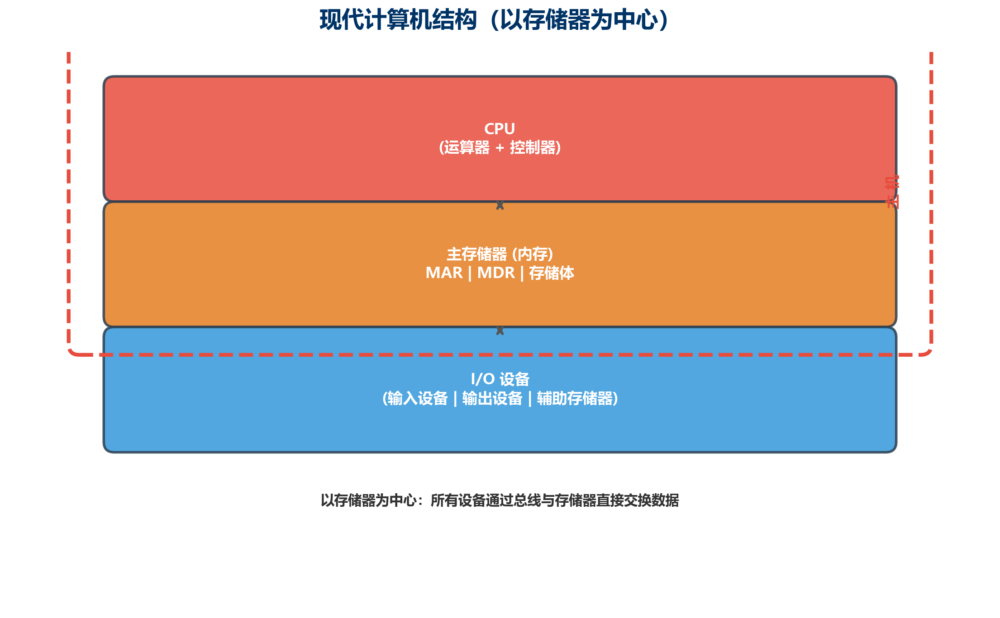 现代计算机结构（以存储器为中心）
CPU
(运算器 + 控制器)
主机
主存储器 (内存)
MAR | MDR | 存储体
I/O 设备
(输入设备 | 输出设备 | 辅助存储器)
以存储器为中心：所有设备通过总线与存储器直接交换数据